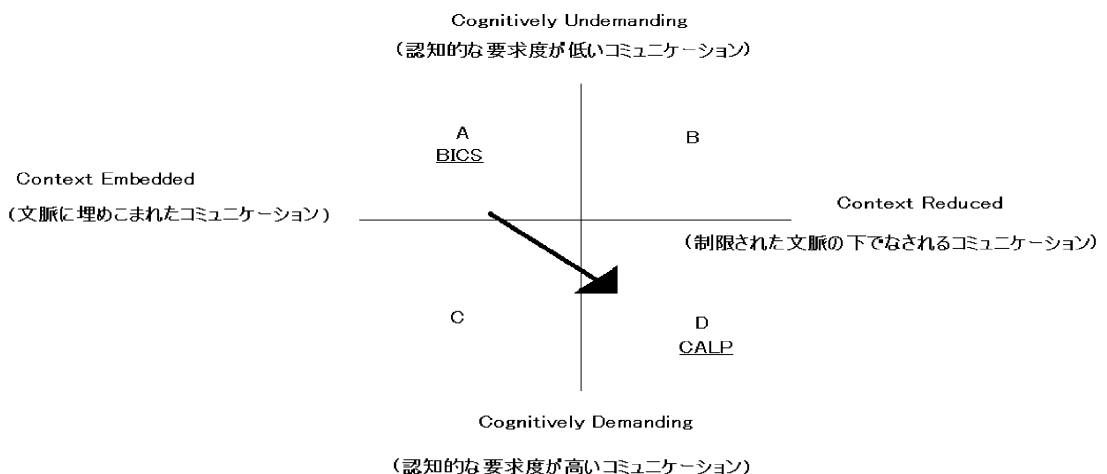 Cognitively Undemanding
(認知的な要求度が低いコミュニケーション)
A
BICS
B
Context Embedded
(文脈に埋めこまれたコミュニケーション)
Context Reduced
(制限された文脈の下でなされるコミュニケーション)
C
D
CALP
Cognitively Demanding
(認知的な要求度が高いコミュニケーション)